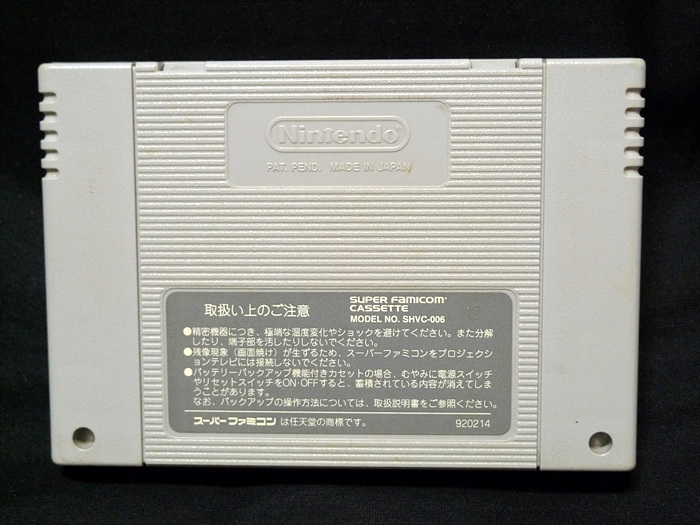 Nintendo
PAT. PEND. MADE IN JAPAN
取扱い上のご注意
SUPER FAMICOM
CASSETTE
MODEL NO. SHVC-006
●精密機器につき、極端な温度変化やショックを避けてください。また分解
したり、端子部を汚したりしないでください。
●残像現象（画面焼け）が生ずるため、スーパーファミコンをプロジェクシ
ョンテレビには接続しないでください。
●バッテリーバックアップ機能付きカセットの場合、むやみに電源スイッチ
やリセットスイッチをON·OFFすると、蓄積されている内容が消えてしま
うことがあります。
なお、バックアップの操作方法については、取扱説明書をご参照ください。
スーパーファミコン は任天堂の商標です。
920214